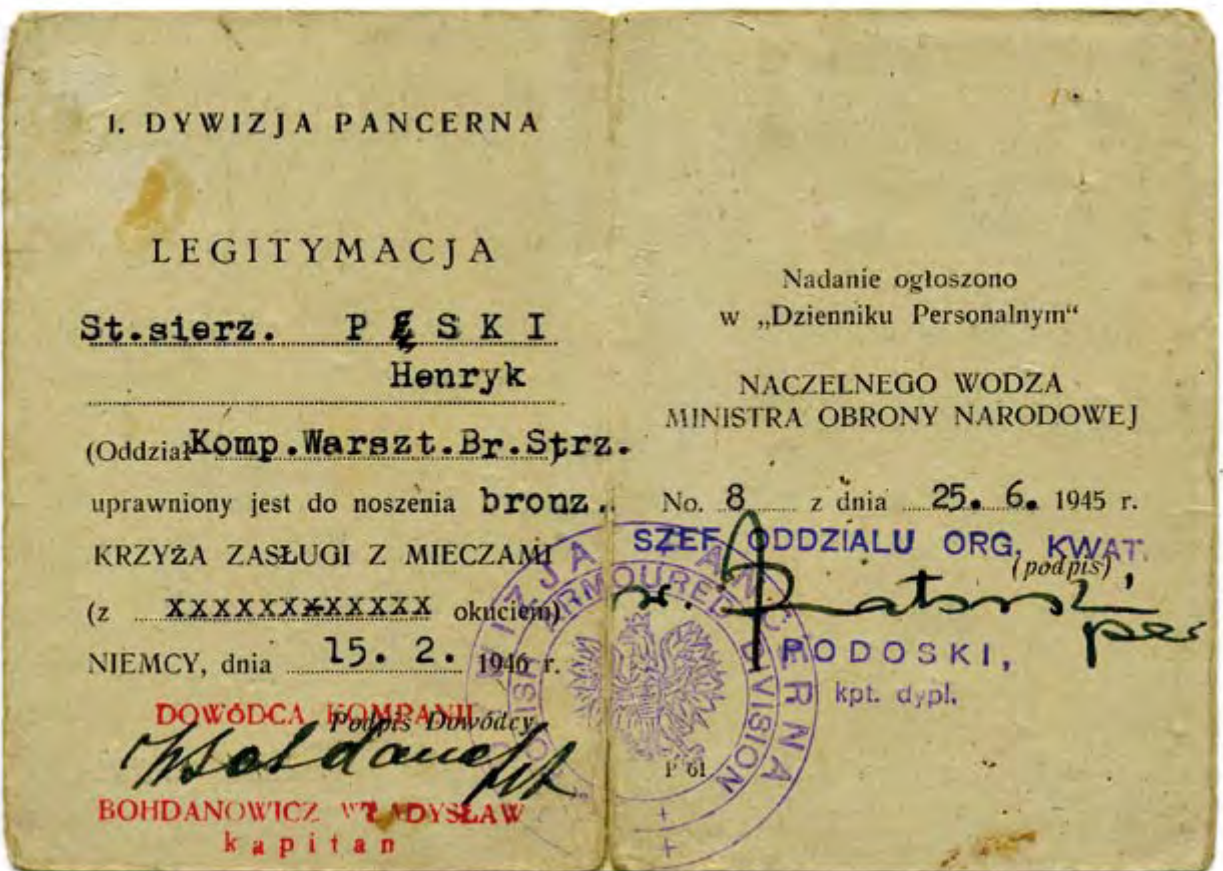 I. DYWIZJA PANCERNA
LEGITYMACJA
St.sierz. PĘSKI
Henryk
(Oddział Komp.Warszt.Br.Strz.
uprawniony jest do noszenia bronz.
KRZYŻA ZASŁUGI Z MIECZAMI
(z xxxxxxxxxxxx okuciem)
NIEMCY, dnia 15. 2. 1946 r.
DOWÓDCA KOMPANII
Podpis Dowódcy
BOHDANOWICZ WŁADYSŁAW
kapitan
Nadanie ogłoszono
w „Dzienniku Personalnym“
NACZELNEGO WODZA
MINISTRA OBRONY NARODOWEJ
No. 8 z dnia 25. 6. 1945 r.
SZEF ODDZIALU ORG. KWAT.
(podpis)
PODOSKI,
kpt. dypl.
P 61
DYWIZJA PANCERNA
POLISH ARMOURED DIVISION